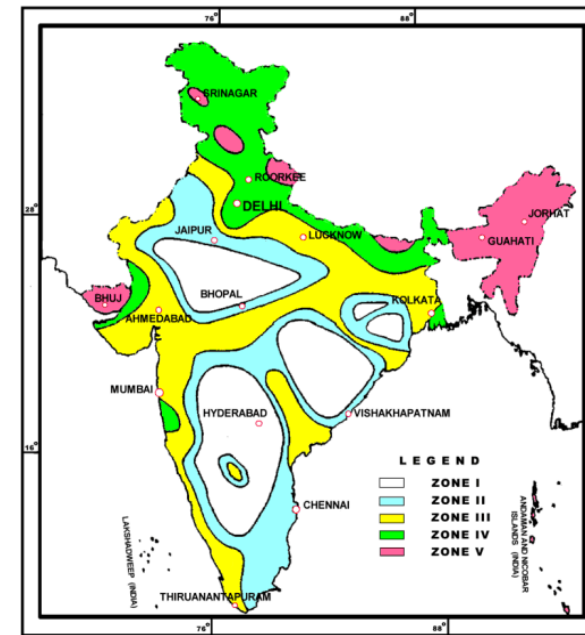 76°
88°
SRINAGAR
ROORKEE
DELHI
28°
JORHAT
JAIPUR
LUCKNOW
GUAHATI
BHUJ
BHOPAL
KOLKATA
AHMEDABAD
MUMBAI
HYDERABAD
VISHAKHAPATNAM
16°
LEGEND
ZONE I
ZONE II
ZONE III
ZONE IV
ZONE V
CHENNAI
LAKSHADWEEP (INDIA)
ANDAMAN AND NICOBAR
ISLANDS (INDIA)
THIRUANANTAPURAM
76°
88°